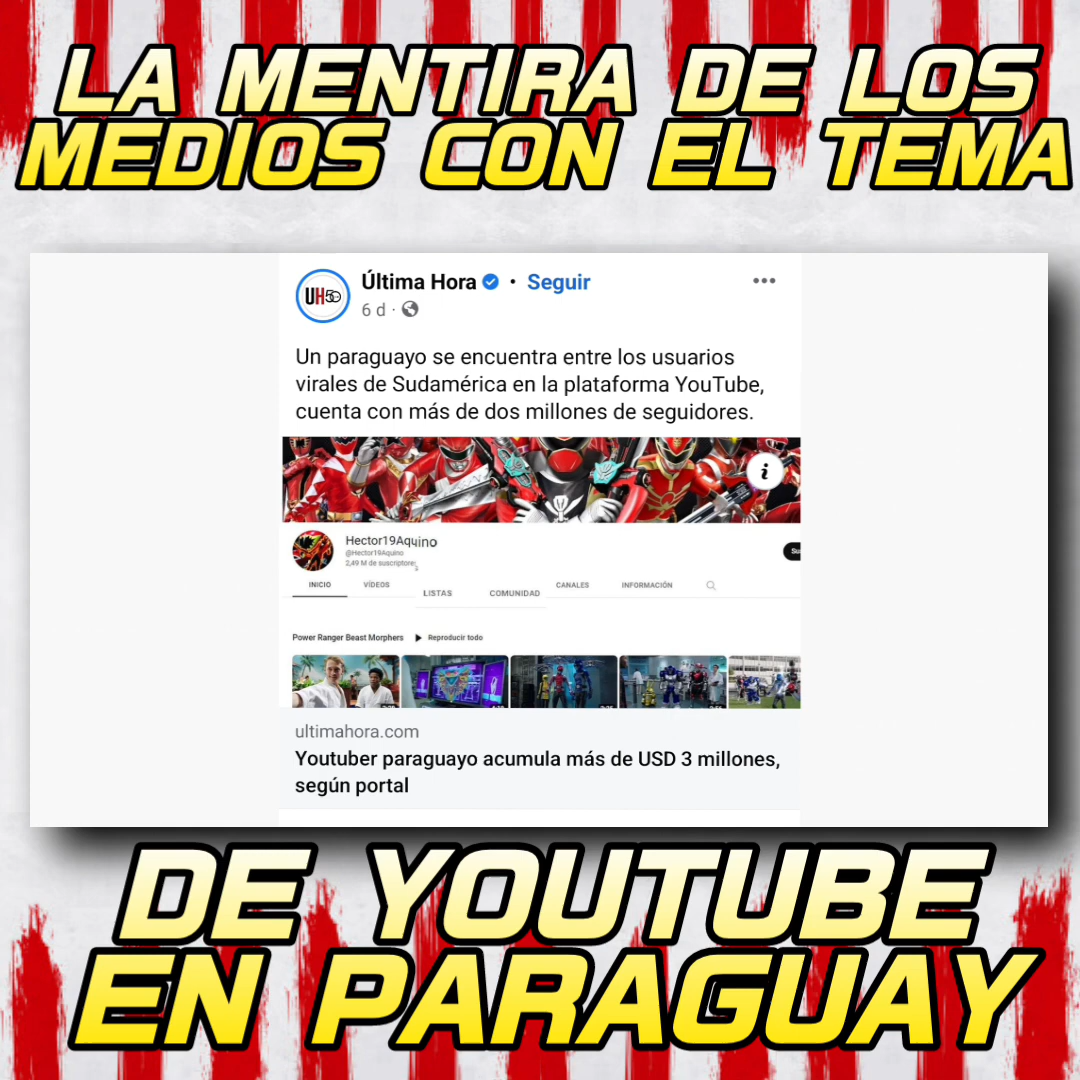 LA MENTIRA DE LOS
MEDIOS CON EL TEMA
UH50
Última Hora • Seguir
6 d ·
Un paraguayo se encuentra entre los usuarios
virales de Sudamérica en la plataforma YouTube,
cuenta con más de dos millones de seguidores.
Hector19Aquino
@Hector19Aquino
2,49 M de suscriptores
INICIO VÍDEOS LISTAS COMUNIDAD CANALES INFORMACIÓN
Power Ranger Beast Morphers Reproducir todo
ultimahora.com
Youtuber paraguayo acumula más de USD 3 millones,
según portal
DE YOUTUBE
EN PARAGUAY